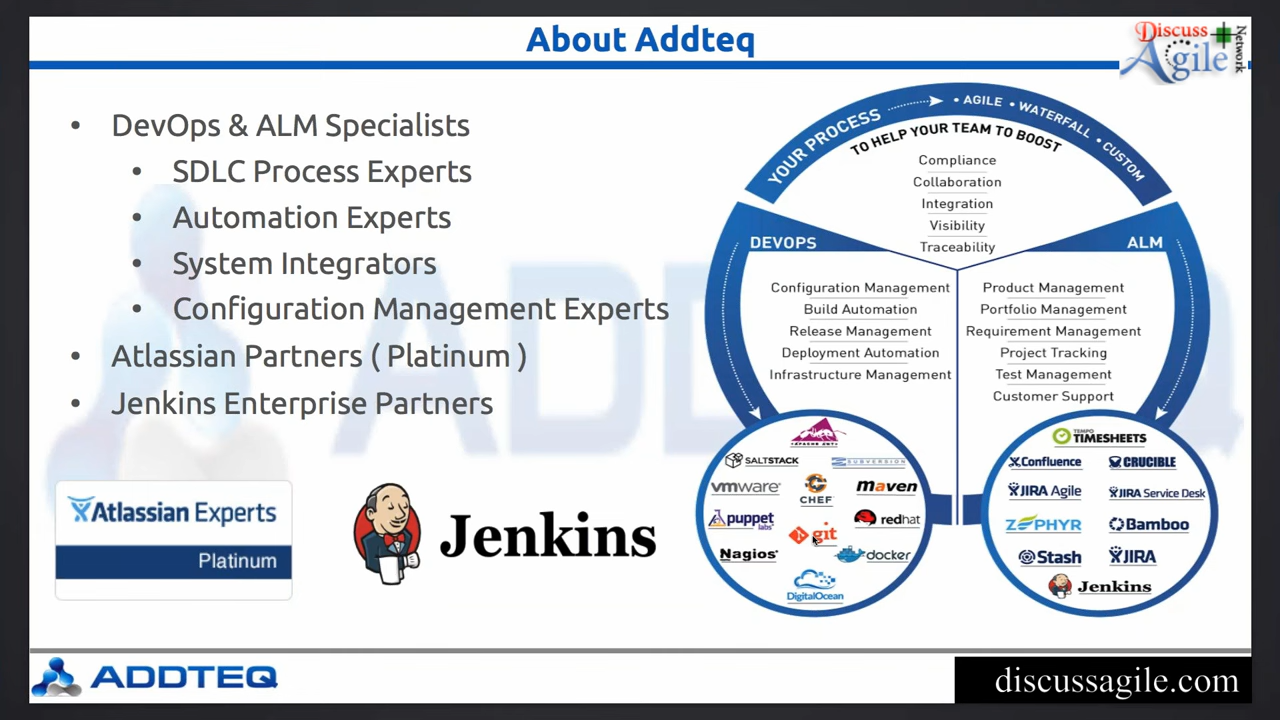 About Addteq
Discuss
Agile
Network
• DevOps & ALM Specialists
• SDLC Process Experts
• Automation Experts
• System Integrators
• Configuration Management Experts
• Atlassian Partners ( Platinum )
• Jenkins Enterprise Partners
Atlassian Experts
Platinum
Jenkins
YOUR PROCESS • AGILE • WATERFALL • CUSTOM
TO HELP YOUR TEAM TO BOOST
Compliance
Collaboration
Integration
Visibility
Traceability
DEVOPS
Configuration Management
Build Automation
Release Management
Deployment Automation
Infrastructure Management
ALM
Product Management
Portfolio Management
Requirement Management
Project Tracking
Test Management
Customer Support
APACHE ANT
SALTSTACK
SUBVERSION
vmware
CHEF
maven
puppet
labs
git
redhat
Nagios
docker
DigitalOcean
TEMPO
TIMESHEETS
Confluence
CRUCIBLE
JIRA Agile
JIRA Service Desk
ZEPHYR
Bamboo
Stash
JIRA
Jenkins
ADDTEQ
ADDTEQ
discussagile.com